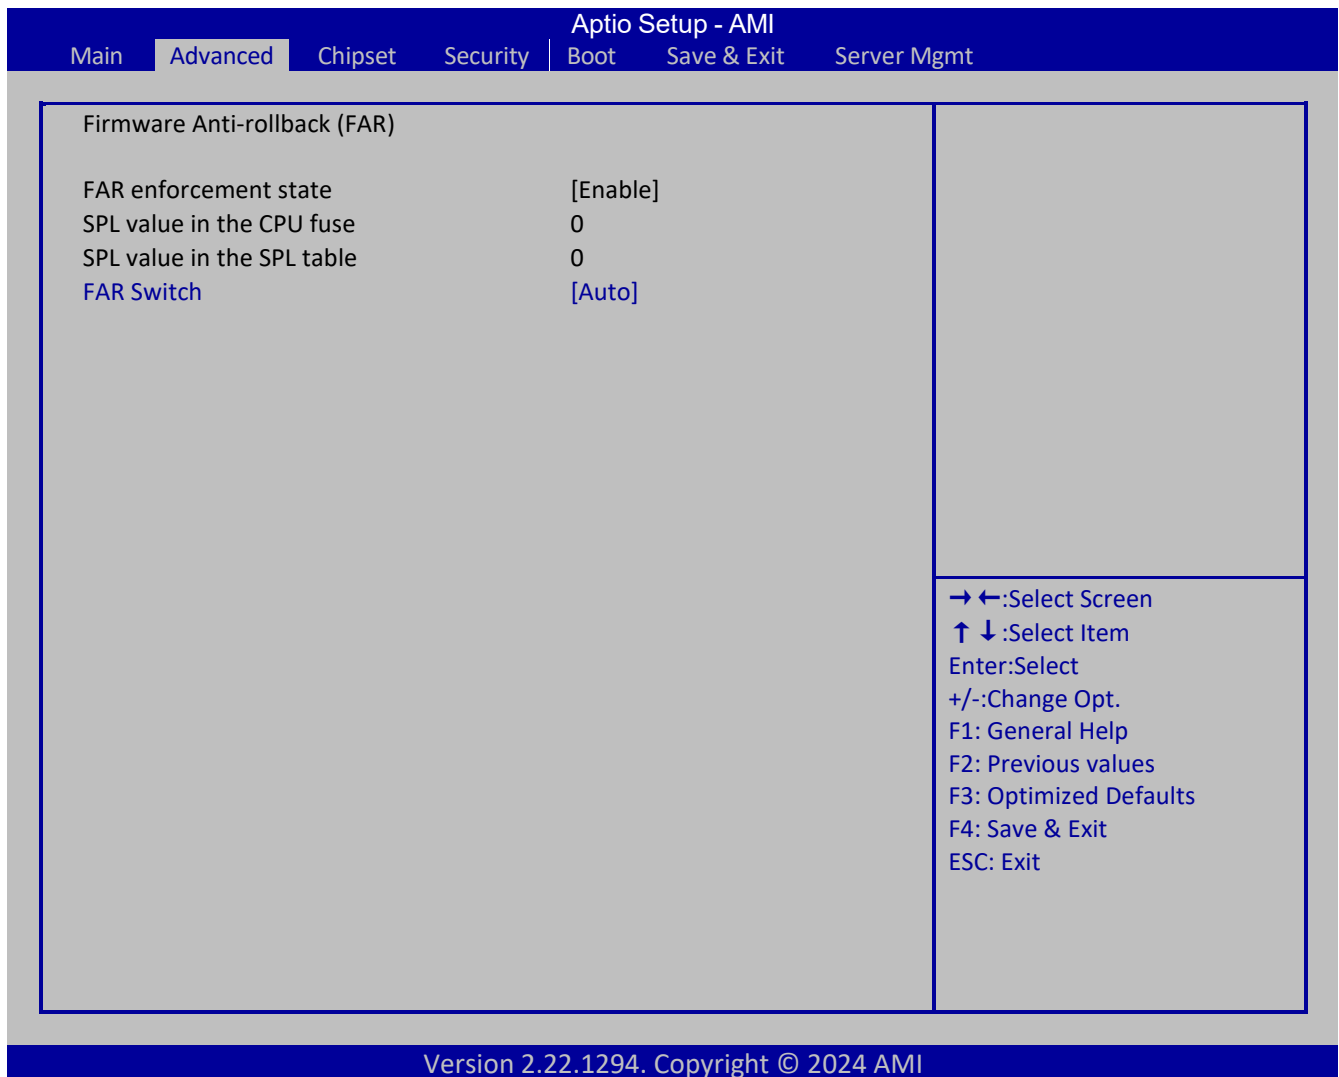 Aptio Setup - AMI
Main Advanced Chipset Security Boot Save & Exit Server Mgmt
Firmware Anti-rollback (FAR)
FAR enforcement state [Enable]
SPL value in the CPU fuse 0
SPL value in the SPL table 0
FAR Switch [Auto]
→ ←:Select Screen
↑ ↓ :Select Item
Enter:Select
+/-:Change Opt.
F1: General Help
F2: Previous values
F3: Optimized Defaults
F4: Save & Exit
ESC: Exit
Version 2.22.1294. Copyright © 2024 AMI